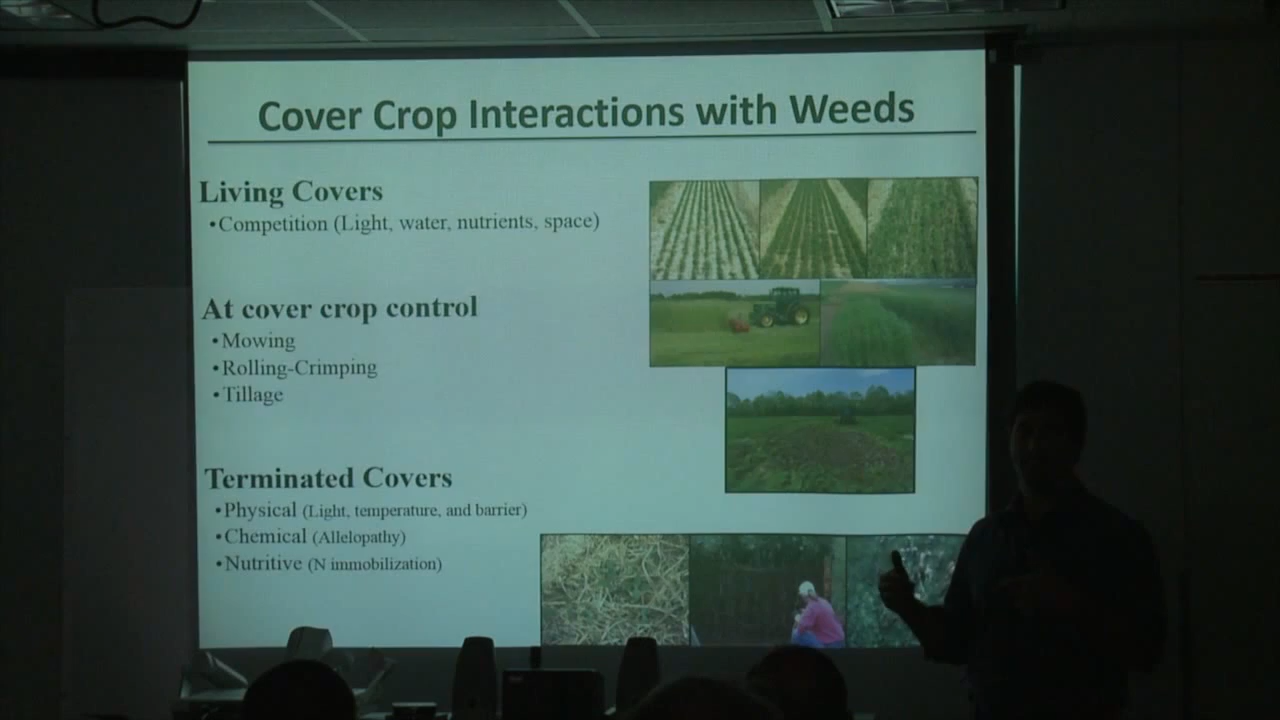 Cover Crop Interactions with Weeds
Living Covers
•Competition (Light, water, nutrients, space)
At cover crop control
•Mowing
•Rolling-Crimping
•Tillage
Terminated Covers
•Physical (Light, temperature, and barrier)
•Chemical (Allelopathy)
•Nutritive (N immobilization)